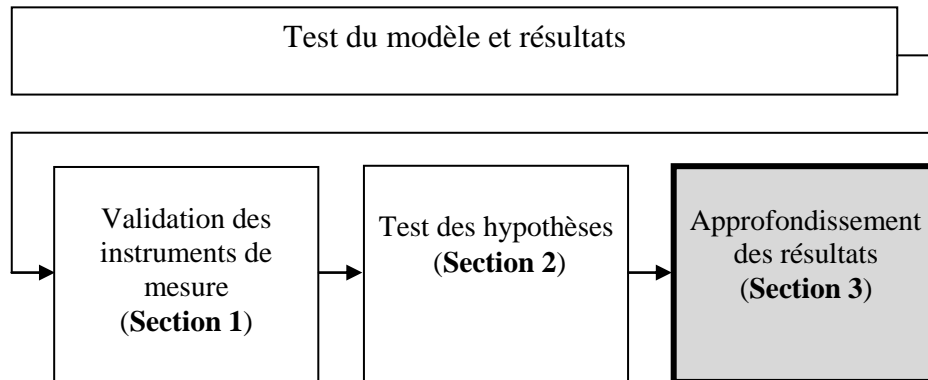 Test du modèle et résultats
Validation des
instruments de
mesure
(Section 1)
Test des hypothèses
(Section 2)
Approfondissement
des résultats
(Section 3)